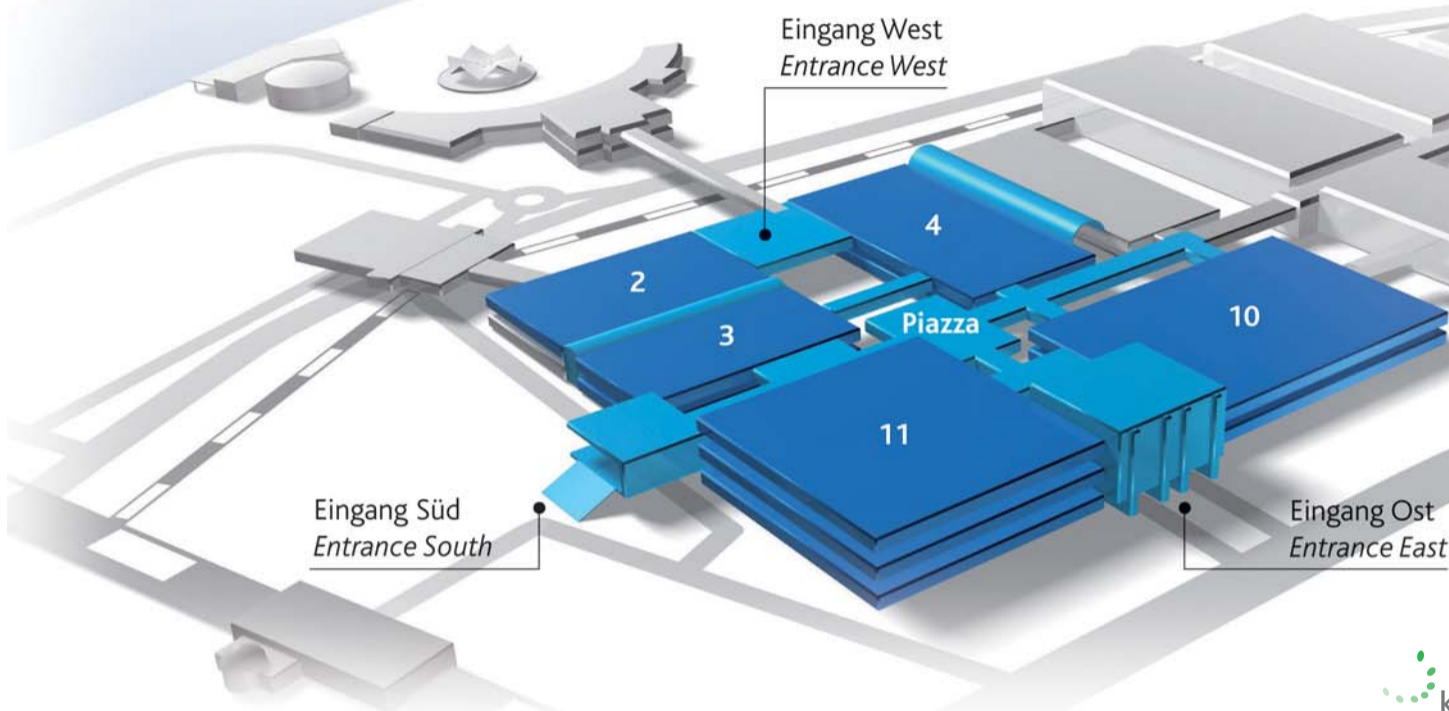 Eingang West
Entrance West
4
2
3
Piazza
10
11
Eingang Süd
Entrance South
Eingang Ost
Entrance East
k